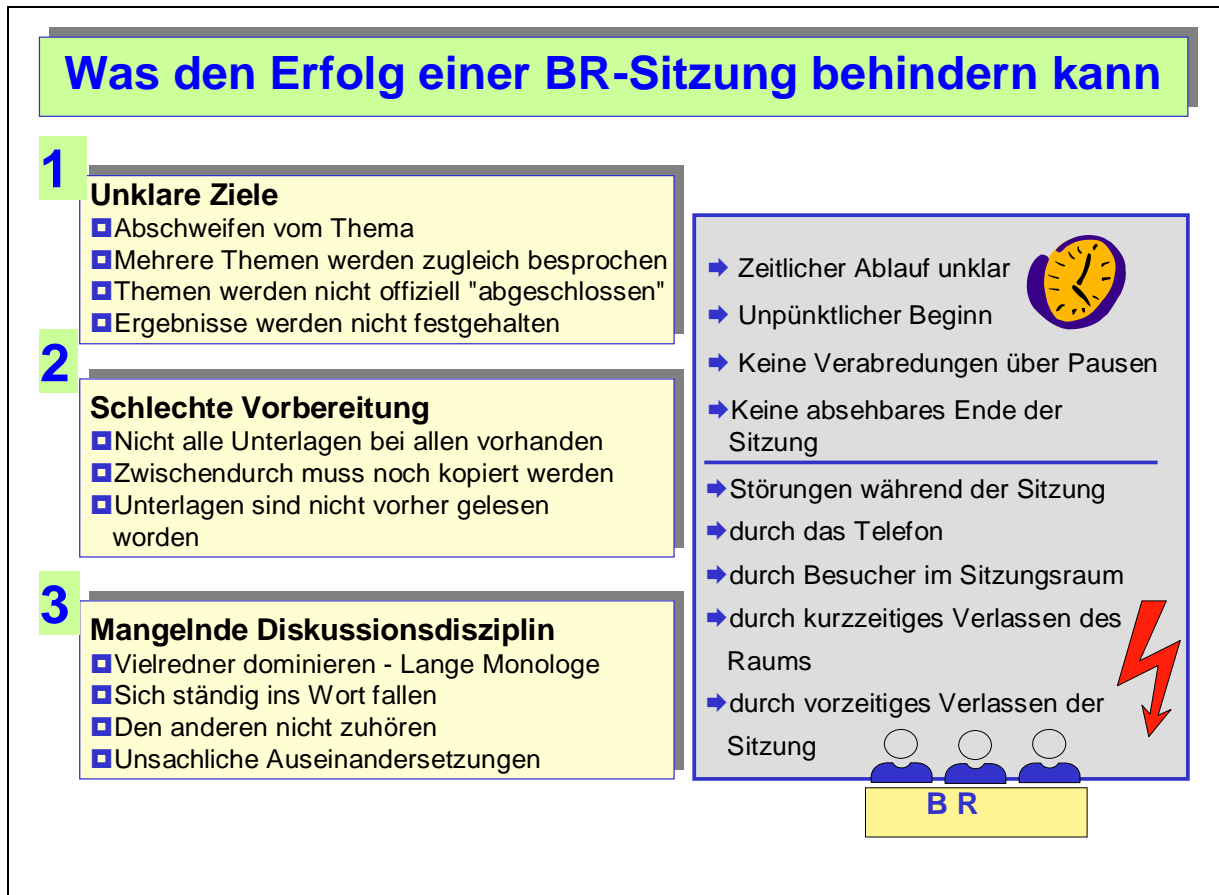 Was den Erfolg einer BR-Sitzung behindern kann
1
Unklare Ziele
Abschweifen vom Thema
Mehrere Themen werden zugleich besprochen
Themen werden nicht offiziell "abgeschlossen"
Ergebnisse werden nicht festgehalten
2
Schlechte Vorbereitung
Nicht alle Unterlagen bei allen vorhanden
Zwischendurch muss noch kopiert werden
Unterlagen sind nicht vorher gelesen
worden
3
Mangelnde Diskussionsdisziplin
Vielredner dominieren - Lange Monologe
Sich ständig ins Wort fallen
Den anderen nicht zuhören
Unsachliche Auseinandersetzungen
Zeitlicher Ablauf unklar
Unpünktlicher Beginn
Keine Verabredungen über Pausen
Keine absehbares Ende der
Sitzung
Störungen während der Sitzung
durch das Telefon
durch Besucher im Sitzungsraum
durch kurzzeitiges Verlassen des
Raums
durch vorzeitiges Verlassen der
Sitzung
B R